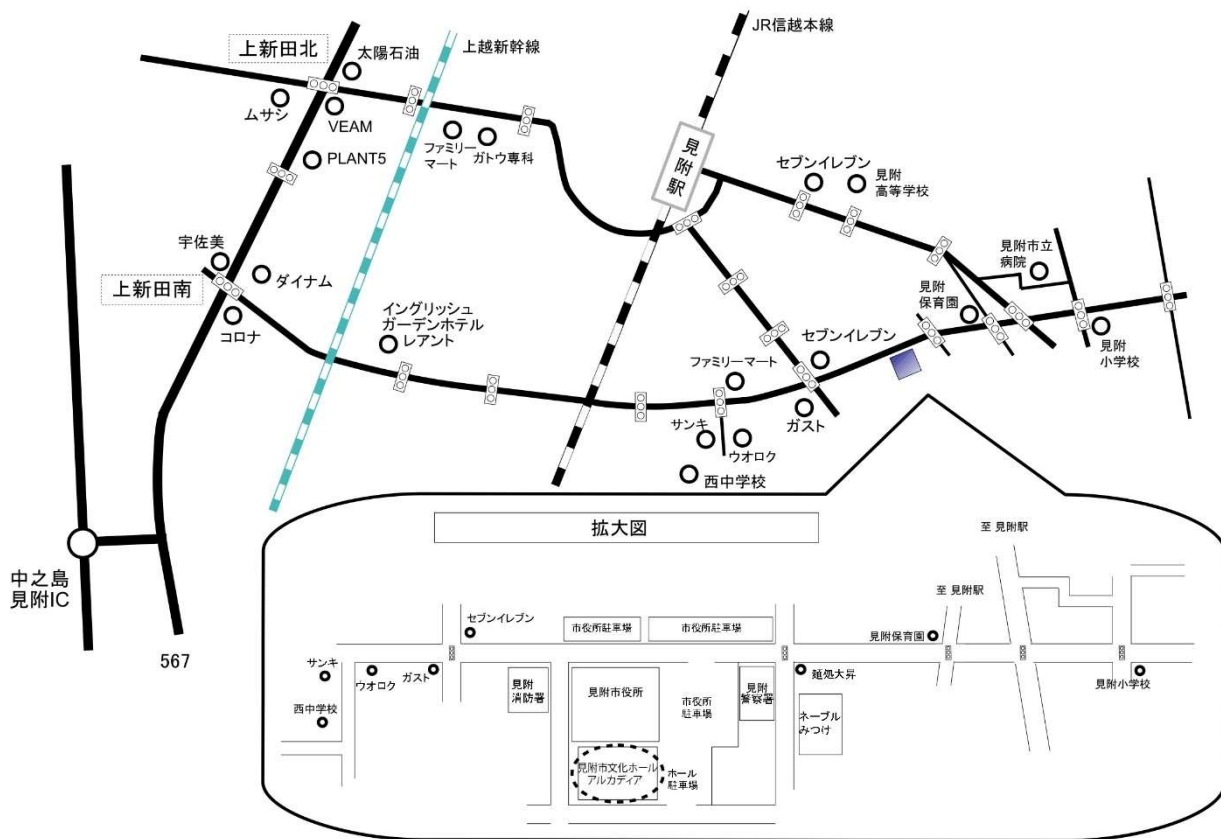 JR信越本線
上新田北
太陽石油
上越新幹線
ムサシ
VEAM
ファミリー
マート
ガトウ専科
PLANT5
見附駅
セブンイレブン
見附
高等学校
宇佐美
ダイナム
上新田南
コロナ
イングリッシュ
ガーデンホテル
レアント
見附市立
病院
見附
保育園
セブンイレブン
ファミリーマート
見附
小学校
サンキ
ウオロク
ガスト
西中学校
中之島
見附IC
567
拡大図
至 見附駅
至 見附駅
セブンイレブン
市役所駐車場
市役所駐車場
見附保育園
サンキ
ウオロク
ガスト
見附
消防署
見附市役所
市役所
駐車場
見附
警察署
麺処大昇
見附小学校
西中学校
ネーブル
みつけ
見附市文化ホール
アルカディア
ホール
駐車場